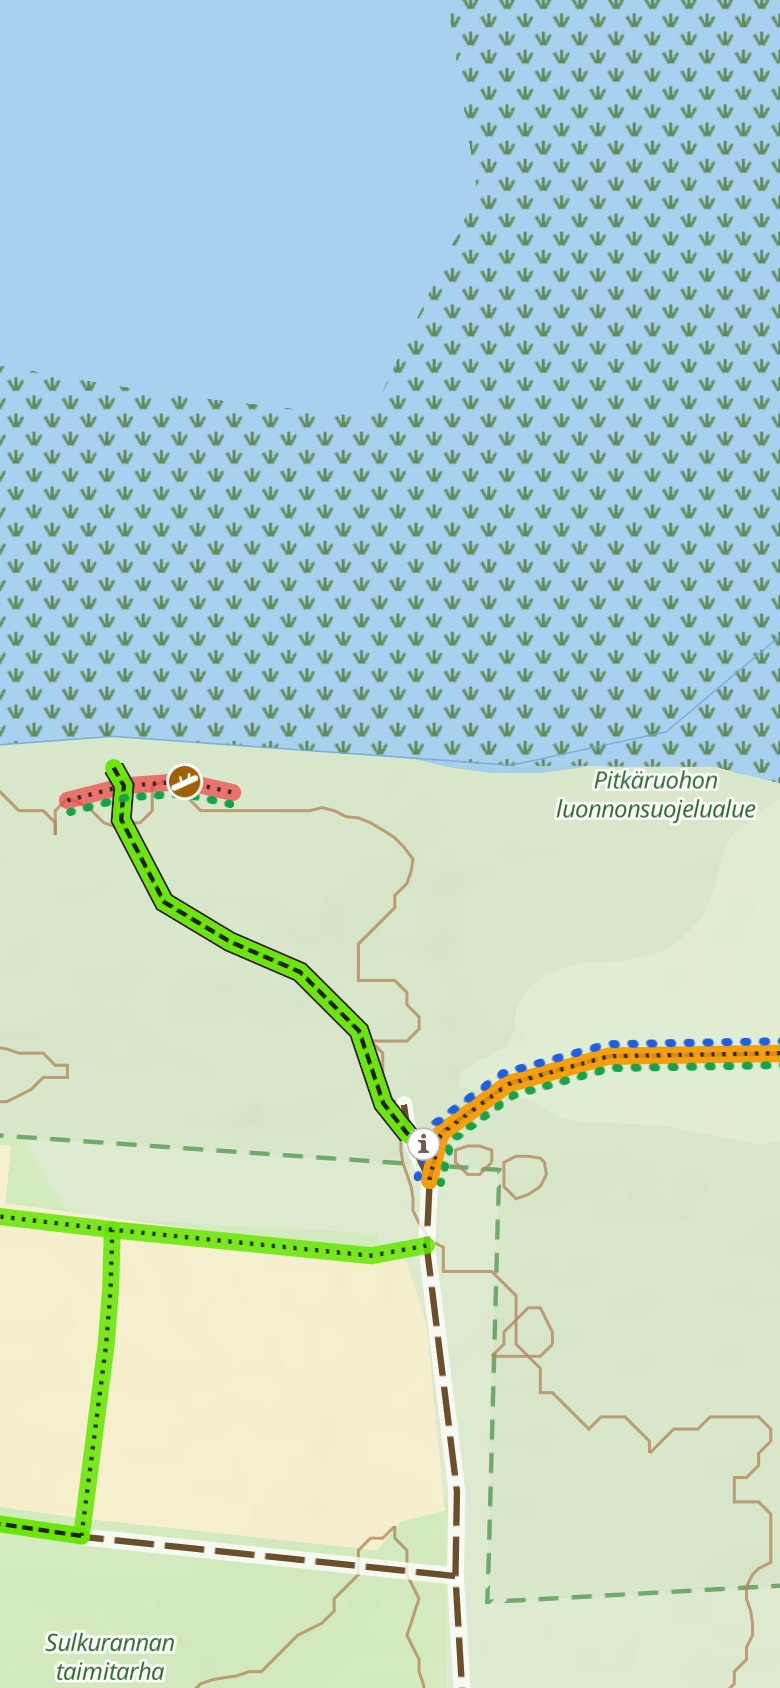 Pitkäruohon
luonnonsuojelualue
i
Sulkurannan
taimitarha